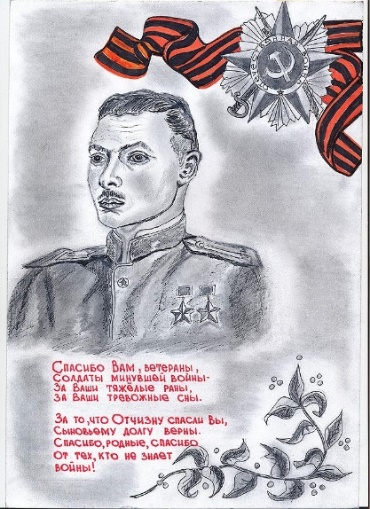 Спасибо Вам, ветераны,
Солдаты минувшей войны-
За Ваши тяжёлые раны,
За Ваши тревожные сны.
За то, что Отчизну спасли Вы,
Сыновьему долгу верны.
Спасибо, родные, спасибо
От тех, кто не знает
войны!